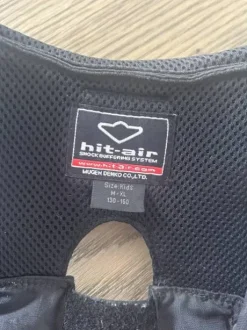 hit-air
SHOCK BUFFERING SYSTEM
www.hit-air.com
MUGEN DENKO CO.,LTD.
Size Kids
M-XL
130-160